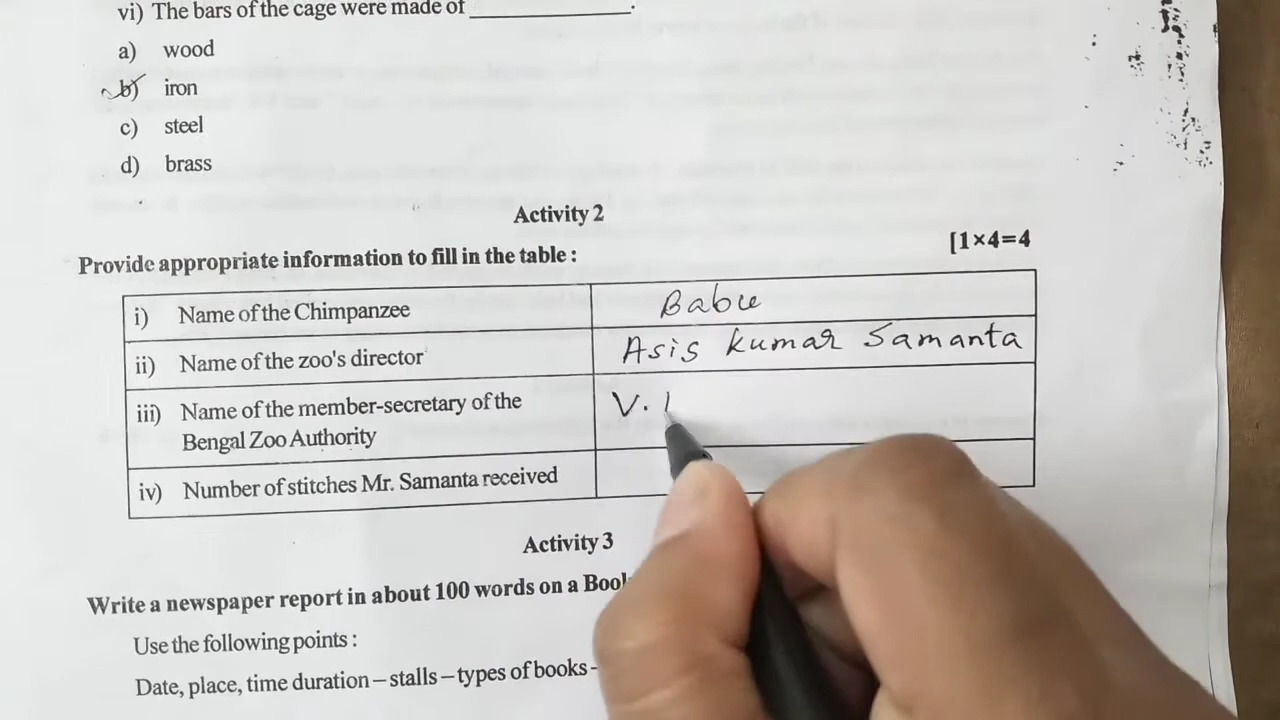 vi) The bars of the cage were made of ____________.
a) wood
b) iron
c) steel
d) brass
Activity 2
Provide appropriate information to fill in the table : [1×4=4
i) Name of the Chimpanzee Babu
ii) Name of the zoo's director Asis kumar Samanta
iii) Name of the member-secretary of the V.
Bengal Zoo Authority
iv) Number of stitches Mr. Samanta received
Activity 3
Write a newspaper report in about 100 words on a
Use the following points :
Date, place, time duration – stalls – types of books -